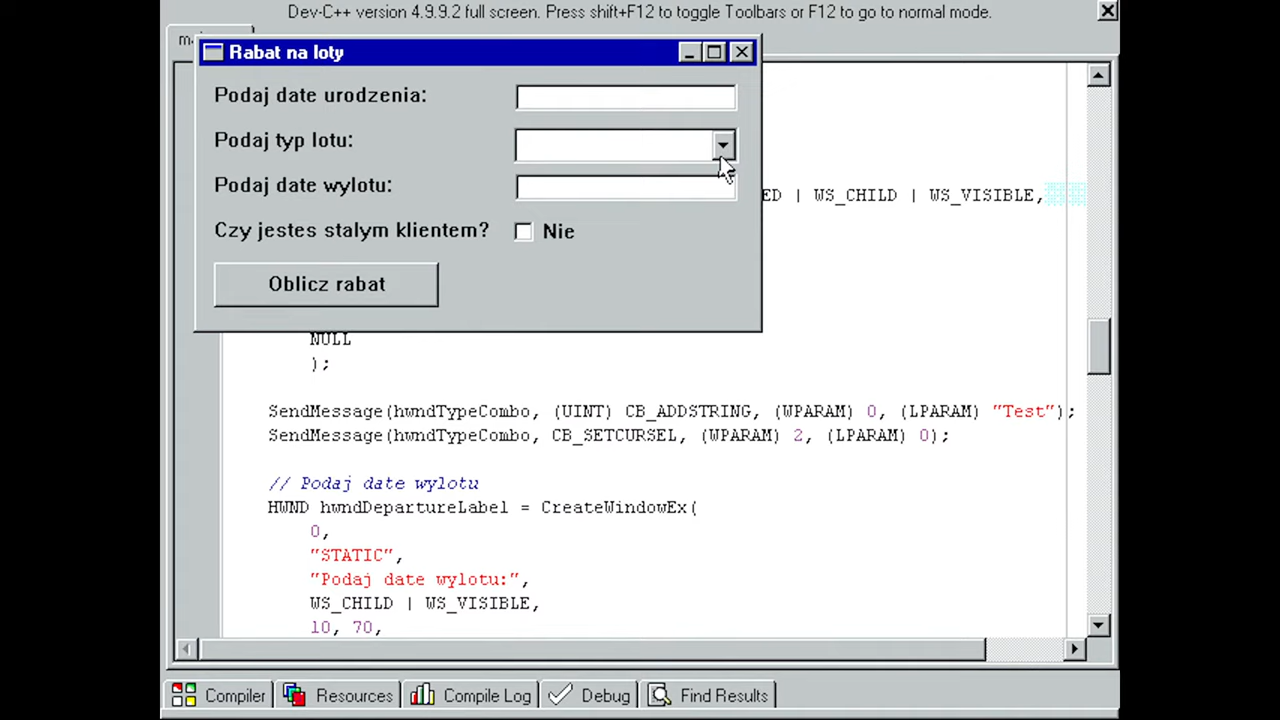 Dev-C++ version 4.9.9.2 full screen. Press shift+F12 to toggle Toolbars or F12 to go to normal mode.
Rabat na loty
Podaj date urodzenia:
Podaj typ lotu:
Podaj date wylotu:
Czy jestes stalym klientem? Nie
Oblicz rabat
ED | WS_CHILD | WS_VISIBLE,
NULL
);
SendMessage(hwndTypeCombo, (UINT) CB_ADDSTRING, (WPARAM) 0, (LPARAM) "Test");
SendMessage(hwndTypeCombo, CB_SETCURSEL, (WPARAM) 2, (LPARAM) 0);
// Podaj date wylotu
HWND hwndDepartureLabel = CreateWindowEx(
0,
"STATIC",
"Podaj date wylotu:",
WS_CHILD | WS_VISIBLE,
10, 70,
Compiler Resources Compile Log Debug Find Results